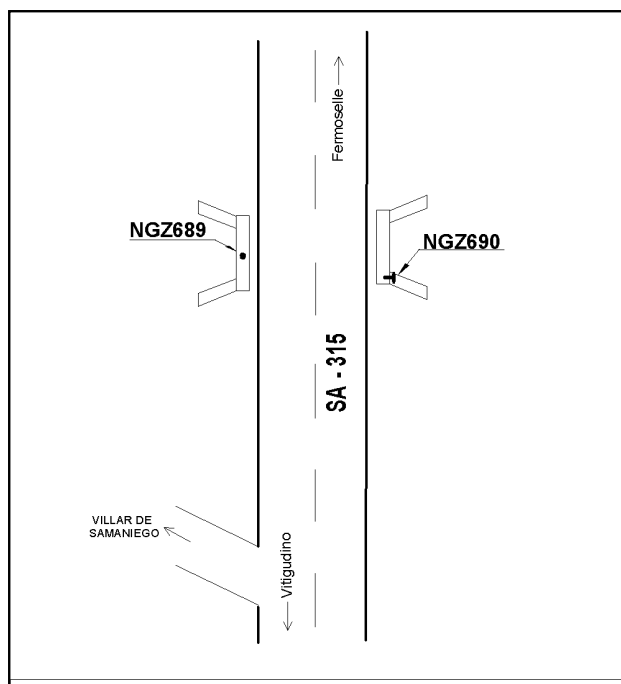 Fermoselle
NGZ689
NGZ690
SA - 315
VILLAR DE
SAMANIEGO
Vitigudino